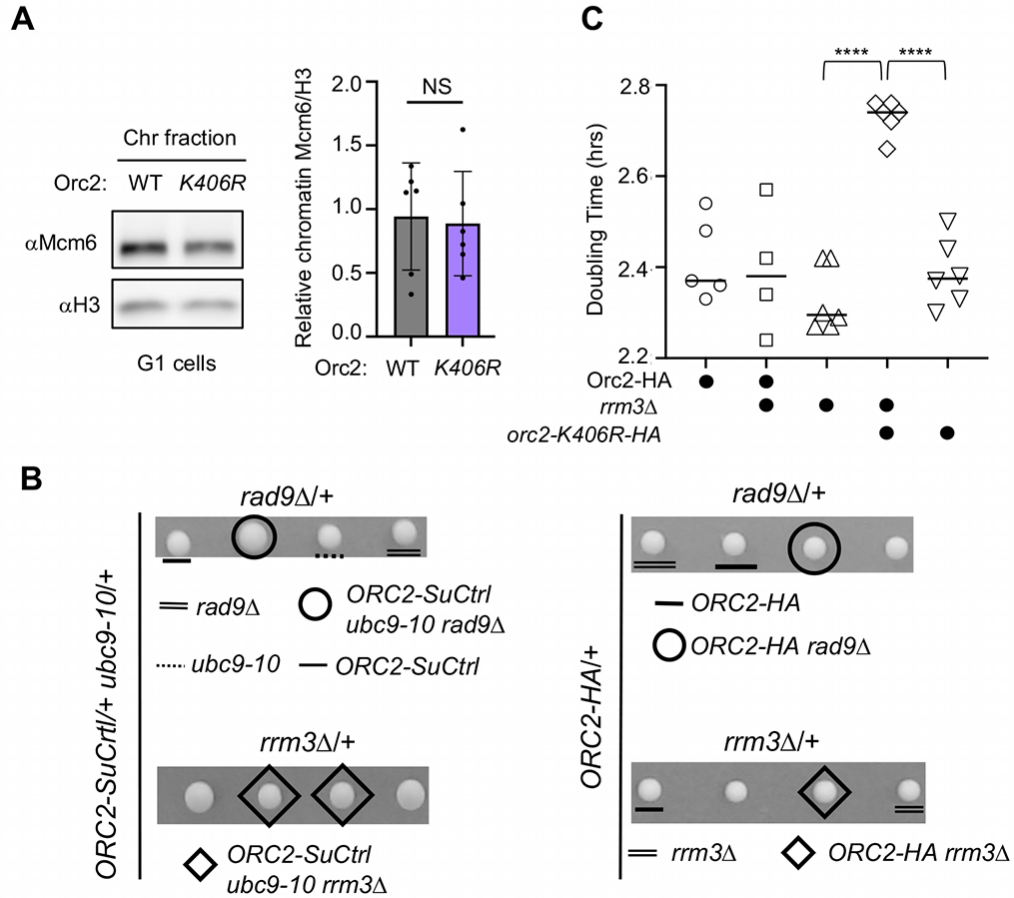 A
Chr fraction
Orc2: WT K406R
αMcm6
αH3
G1 cells
Relative chromatin Mcm6/H3
2.0
1.5
1.0
0.5
0.0
NS
Orc2: WT K406R
C
**** ****
Doubling Time (hrs)
2.8
2.6
2.4
2.2
Orc2-HA
rrm3Δ
orc2-K406R-HA
B
ORC2-SuCrtl/+ ubc9-10/+
rad9Δ/+
rad9Δ
ORC2-SuCtrl
ubc9-10 rad9Δ
ubc9-10
ORC2-SuCtrl
rrm3Δ/+
ORC2-SuCtrl
ubc9-10 rrm3Δ
ORC2-HA/+
rad9Δ/+
ORC2-HA
ORC2-HA rad9Δ
rrm3Δ/+
rrm3Δ
ORC2-HA rrm3Δ